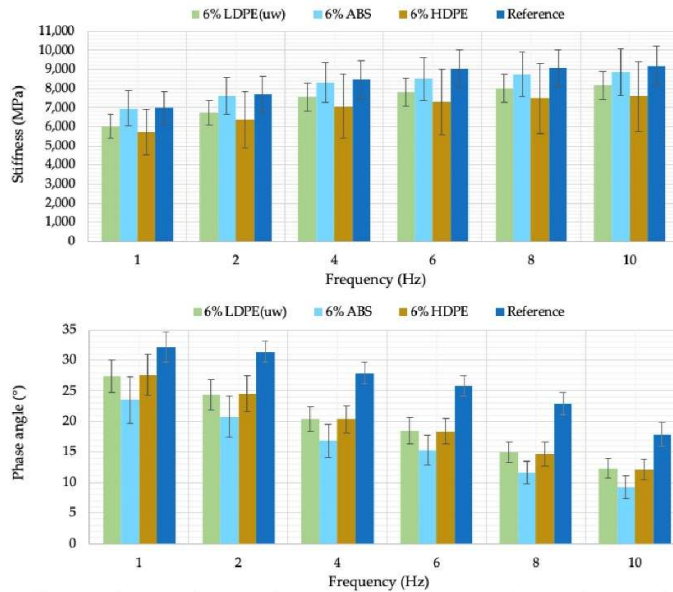 6% LDPE(uw) 6% ABS 6% HDPE Reference
11,000
10,000
9,000
8,000
7,000
6,000
5,000
4,000
3,000
2,000
1,000
0
Stiffness (MPa)
1 2 4 6 8 10
Frequency (Hz)
6% LDPE(uw) 6% ABS 6% HDPE Reference
35
30
25
20
15
10
5
0
Phase angle (°)
1 2 4 6 8 10
Frequency (Hz)